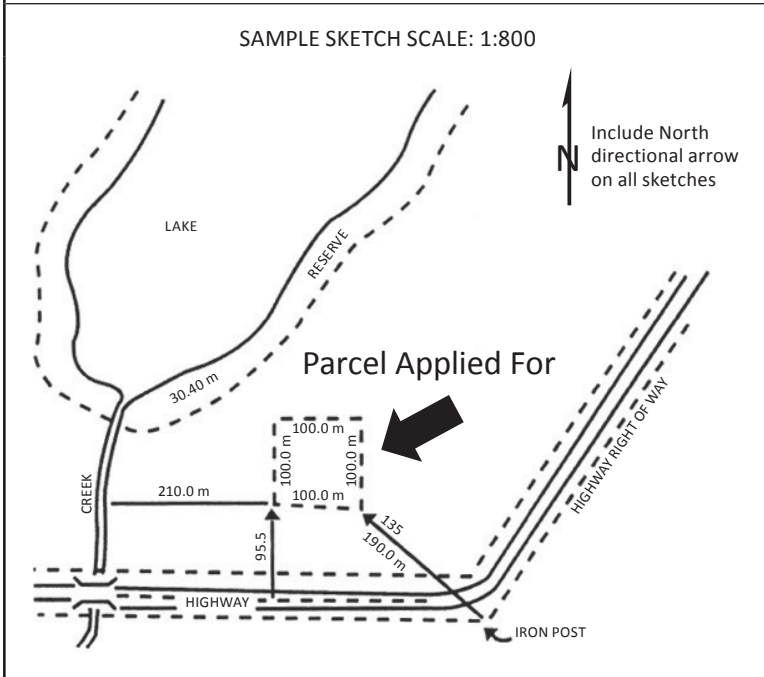 SAMPLE SKETCH SCALE: 1:800
Include North
directional arrow
on all sketches
N
LAKE
RESERVE
30.40 m
Parcel Applied For
100.0 m
100.0 m
100.0 m
100.0 m
HIGHWAY RIGHT OF WAY
CREEK
210.0 m
95.5
135
190.0 m
HIGHWAY
IRON POST